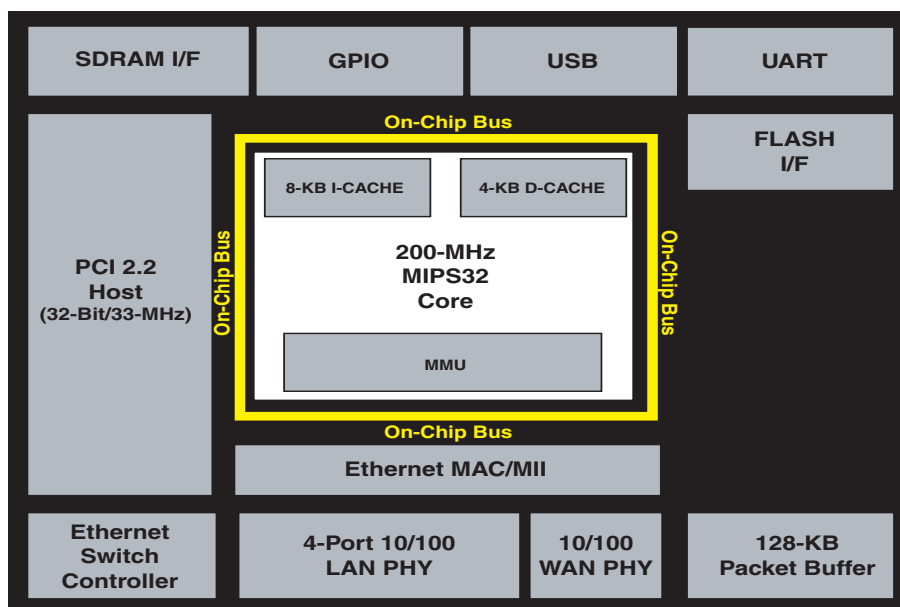 SDRAM I/F
GPIO
USB
UART
On-Chip Bus
FLASH
I/F
8-KB I-CACHE
4-KB D-CACHE
PCI 2.2
Host
(32-Bit/33-MHz)
On-Chip Bus
200-MHz
MIPS32
Core
On-Chip Bus
MMU
On-Chip Bus
Ethernet MAC/MII
Ethernet
Switch
Controller
4-Port 10/100
LAN PHY
10/100
WAN PHY
128-KB
Packet Buffer